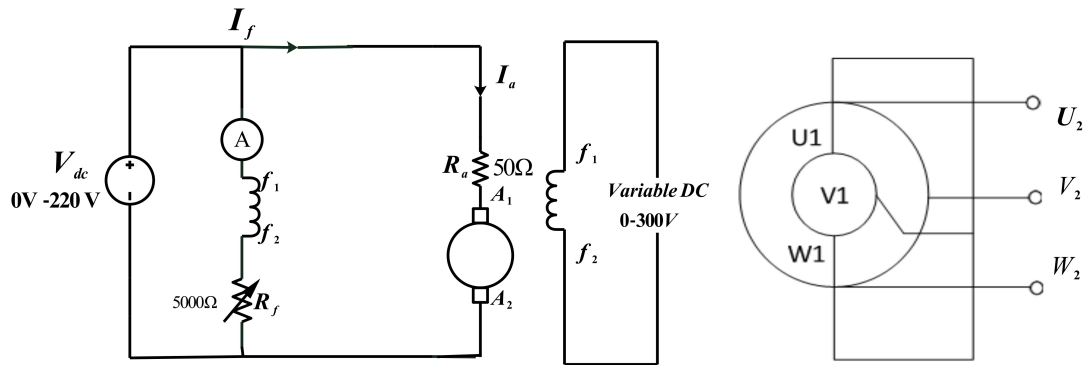 I_f
I_a
A
V_dc
0V -220 V
f_1
f_2
5000Ω
R_f
R_a 50Ω
A_1
A_2
f_1
f_2
Variable DC
0-300V
U1
V1
W1
U_2
V_2
W_2